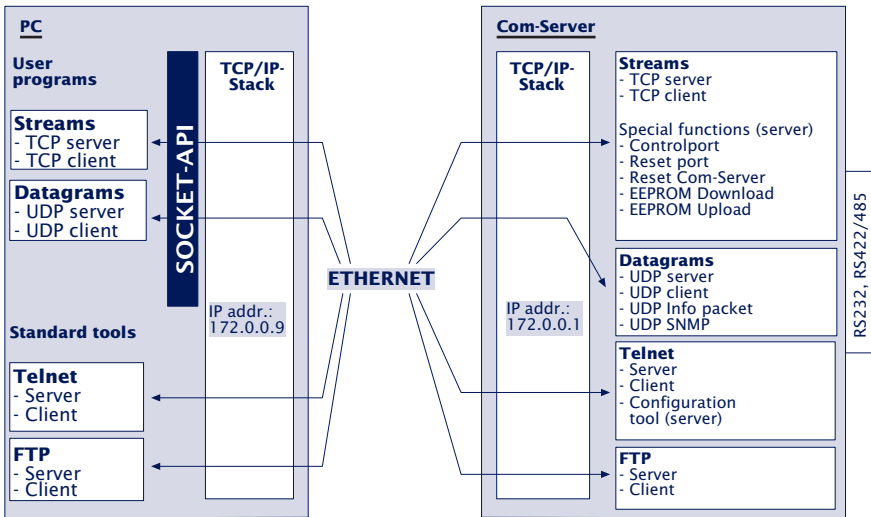 PC
User
programs
Streams
- TCP server
- TCP client
Datagrams
- UDP server
- UDP client
Standard tools
Telnet
- Server
- Client
FTP
- Server
- Client
SOCKET-API
TCP/IP-
Stack
IP addr.:
172.0.0.9
ETHERNET
Com-Server
TCP/IP-
Stack
IP addr.:
172.0.0.1
Streams
- TCP server
- TCP client
Special functions (server)
- Controlport
- Reset port
- Reset Com-Server
- EEPROM Download
- EEPROM Upload
Datagrams
- UDP server
- UDP client
- UDP Info packet
- UDP SNMP
Telnet
- Server
- Client
- Configuration
tool (server)
FTP
- Server
- Client
RS232, RS422/485